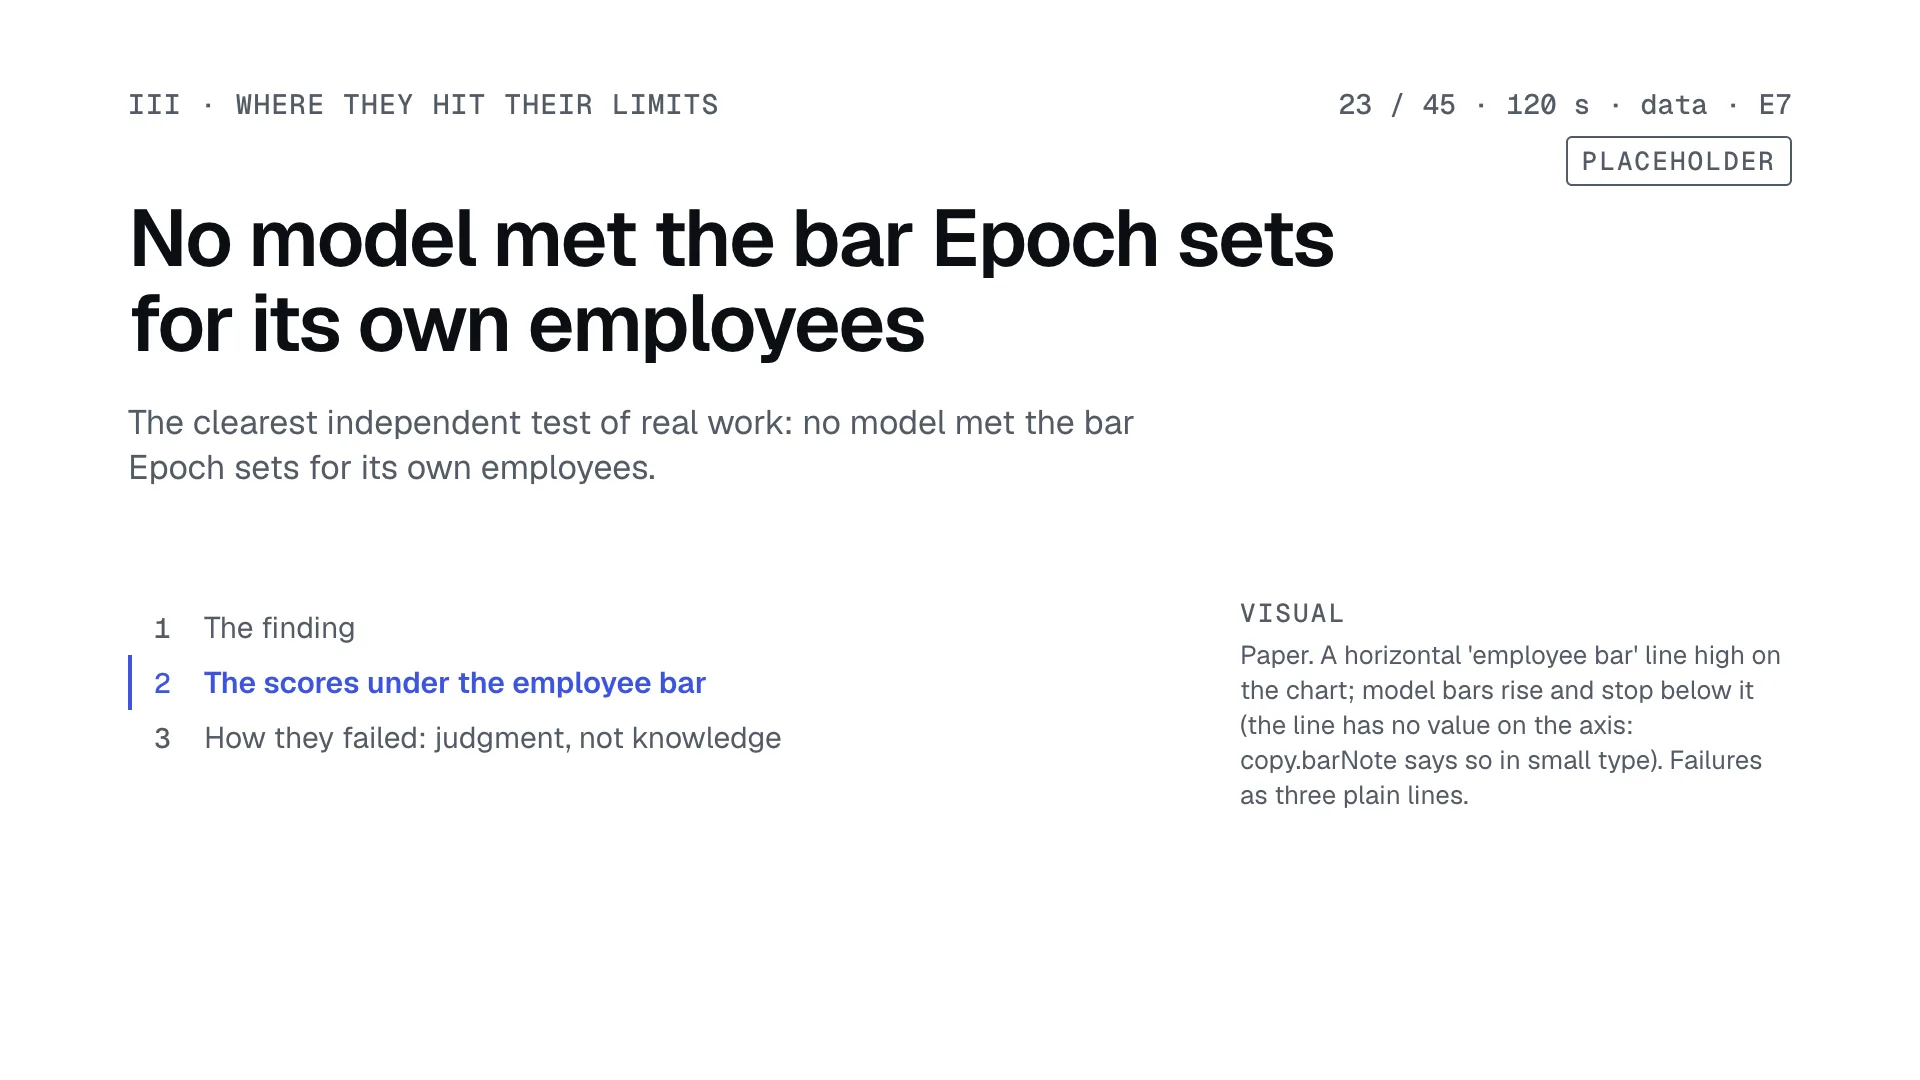 III · WHERE THEY HIT THEIR LIMITS
23 / 45 · 120 s · data · E7
PLACEHOLDER
No model met the bar Epoch sets
for its own employees
The clearest independent test of real work: no model met the bar
Epoch sets for its own employees.
1 The finding
2 The scores under the employee bar
3 How they failed: judgment, not knowledge
VISUAL
Paper. A horizontal 'employee bar' line high on
the chart; model bars rise and stop below it
(the line has no value on the axis:
copy.barNote says so in small type). Failures
as three plain lines.